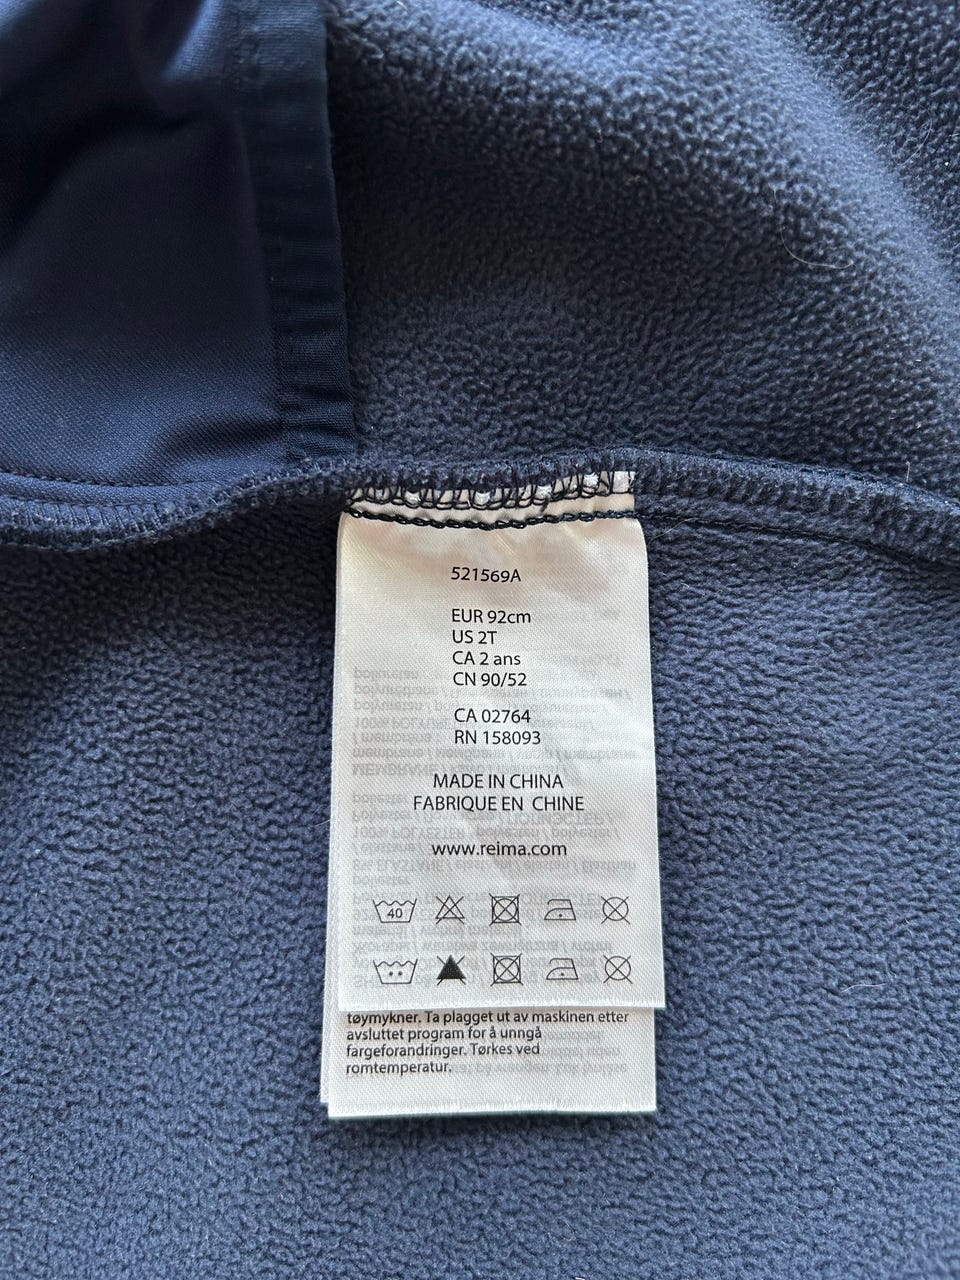 521569A
EUR 92cm
US 2T
CA 2 ans
CN 90/52
CA 02764
RN 158093
MADE IN CHINA
FABRIQUE EN CHINE
www.reima.com
40
tøymykner. Ta plagget ut av maskinen etter
avsluttet program for å unngå
fargeforandringer. Tørkes ved
romtemperatur.